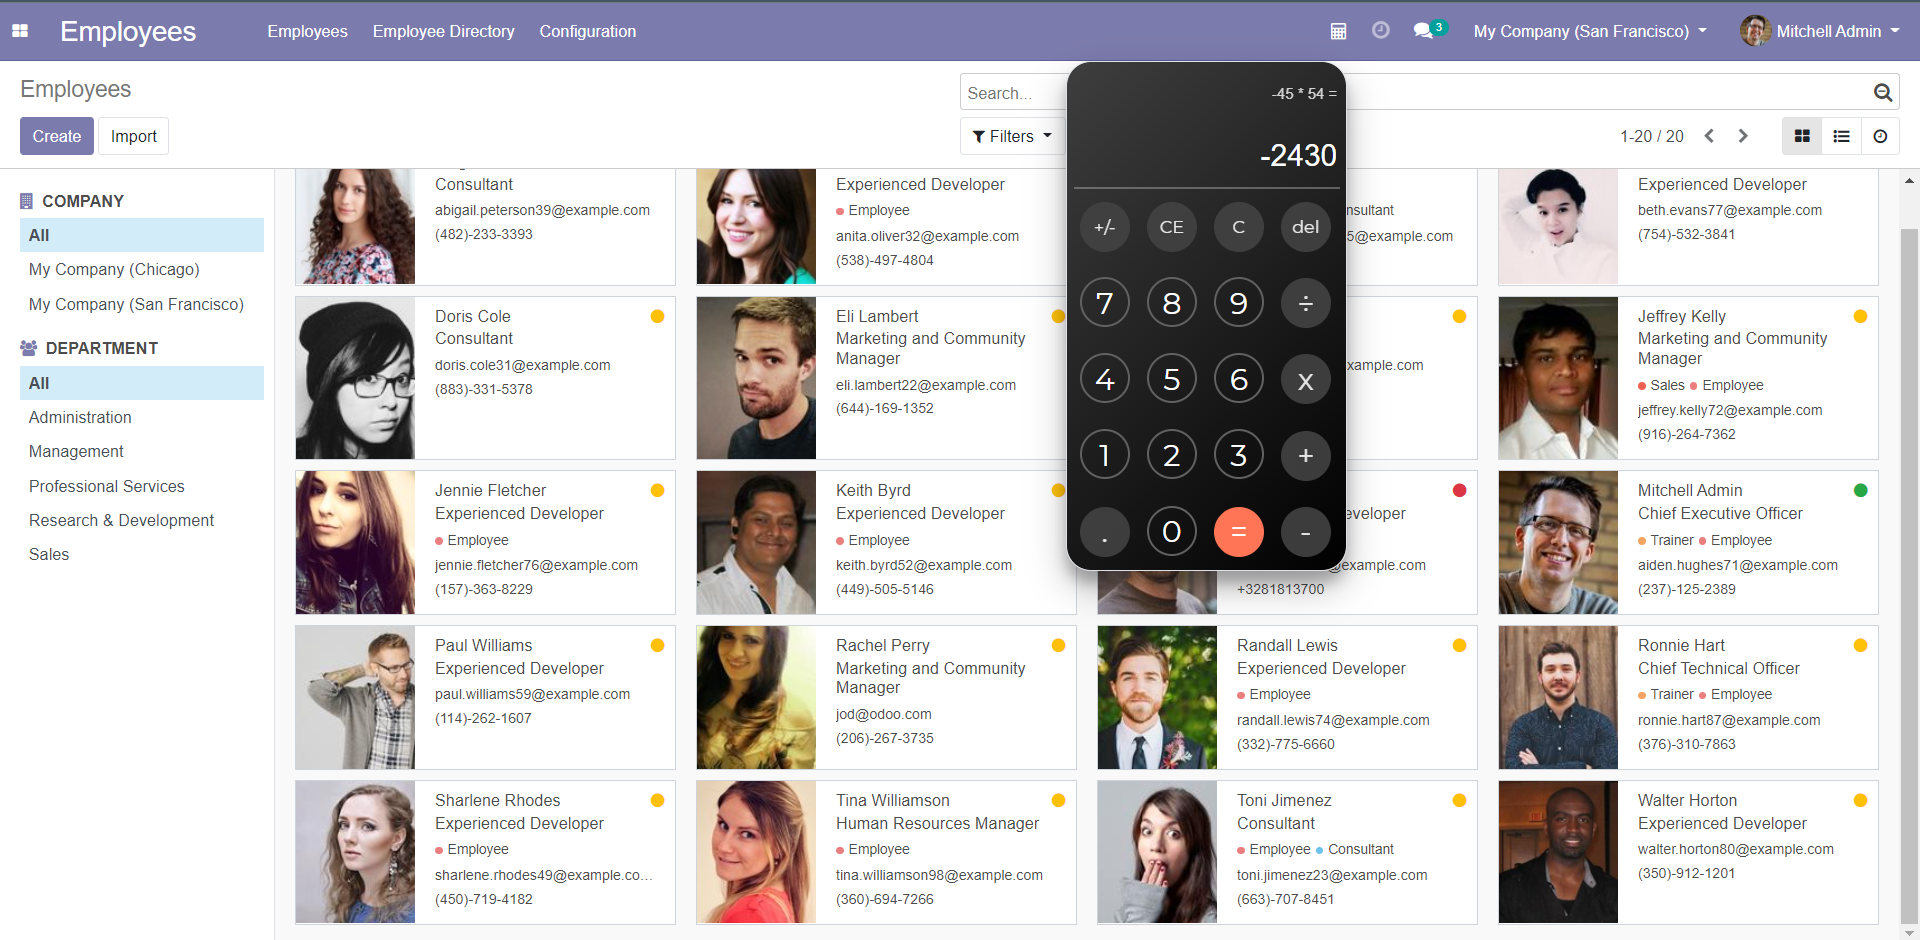 Employees
Employees
Employee Directory
Configuration
3
My Company (San Francisco)
Mitchell Admin
Employees
Search...
Create
Import
Filters
1-20 / 20
-45 * 54 =
-2430
+/-
CE
C
del
7
8
9
÷
4
5
6
x
1
2
3
+
.
0
=
-
COMPANY
All
My Company (Chicago)
My Company (San Francisco)
DEPARTMENT
All
Administration
Management
Professional Services
Research & Development
Sales
Consultant
abigail.peterson39@example.com
(482)-233-3393
Experienced Developer
Employee
anita.oliver32@example.com
(538)-497-4804
Experienced Developer
beth.evans77@example.com
(754)-532-3841
Doris Cole
Consultant
doris.cole31@example.com
(883)-331-5378
Eli Lambert
Marketing and Community
Manager
eli.lambert22@example.com
(644)-169-1352
Jeffrey Kelly
Marketing and Community
Manager
Sales Employee
jeffrey.kelly72@example.com
(916)-264-7362
Jennie Fletcher
Experienced Developer
Employee
jennie.fletcher76@example.com
(157)-363-8229
Keith Byrd
Experienced Developer
Employee
keith.byrd52@example.com
(449)-505-5146
@example.com
+3281813700
Mitchell Admin
Chief Executive Officer
Trainer Employee
aiden.hughes71@example.com
(237)-125-2389
Paul Williams
Experienced Developer
paul.williams59@example.com
(114)-262-1607
Rachel Perry
Marketing and Community
Manager
jod@odoo.com
(206)-267-3735
Randall Lewis
Experienced Developer
Employee
randall.lewis74@example.com
(332)-775-6660
Ronnie Hart
Chief Technical Officer
Trainer Employee
ronnie.hart87@example.com
(376)-310-7863
Sharlene Rhodes
Experienced Developer
Employee
sharlene.rhodes49@example.co...
(450)-719-4182
Tina Williamson
Human Resources Manager
Employee
tina.williamson98@example.com
(360)-694-7266
Toni Jimenez
Consultant
Employee Consultant
toni.jimenez23@example.com
(663)-707-8451
Walter Horton
Experienced Developer
walter.horton80@example.com
(350)-912-1201